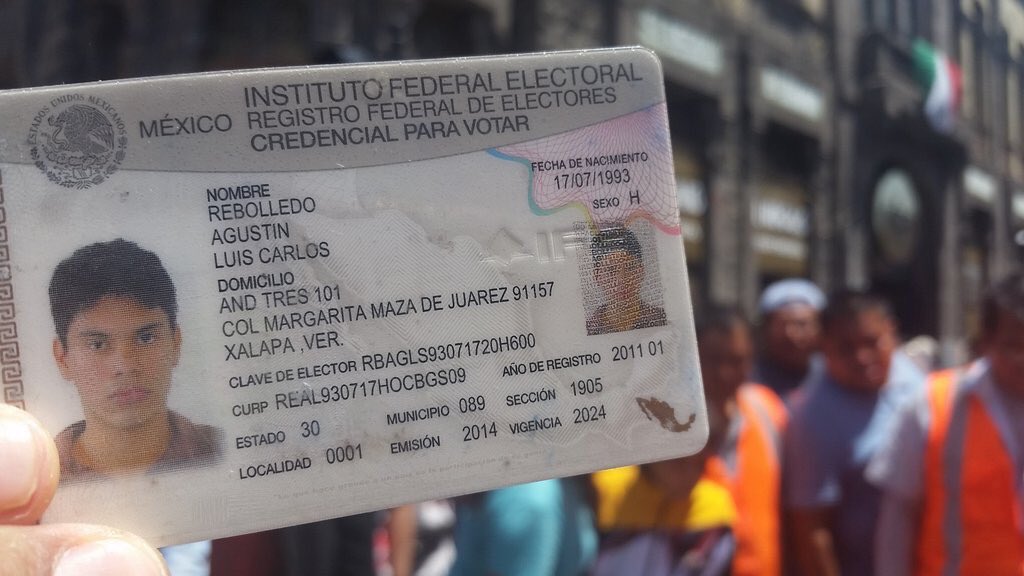 INSTITUTO FEDERAL ELECTORAL
REGISTRO FEDERAL DE ELECTORES
CREDENCIAL PARA VOTAR
MÉXICO
ESTADOS UNIDOS MEXICANOS
FECHA DE NACIMIENTO
17/07/1993
SEXO H
NOMBRE
REBOLLEDO
AGUSTIN
LUIS CARLOS
DOMICILIO
AND TRES 101
COL MARGARITA MAZA DE JUAREZ 91157
XALAPA ,VER.
CLAVE DE ELECTOR RBAGLS93071720H600
CURP REAL930717HOCBGS09 AÑO DE REGISTRO 2011 01
ESTADO 30 MUNICIPIO 089 SECCIÓN 1905
LOCALIDAD 0001 EMISIÓN 2014 VIGENCIA 2024